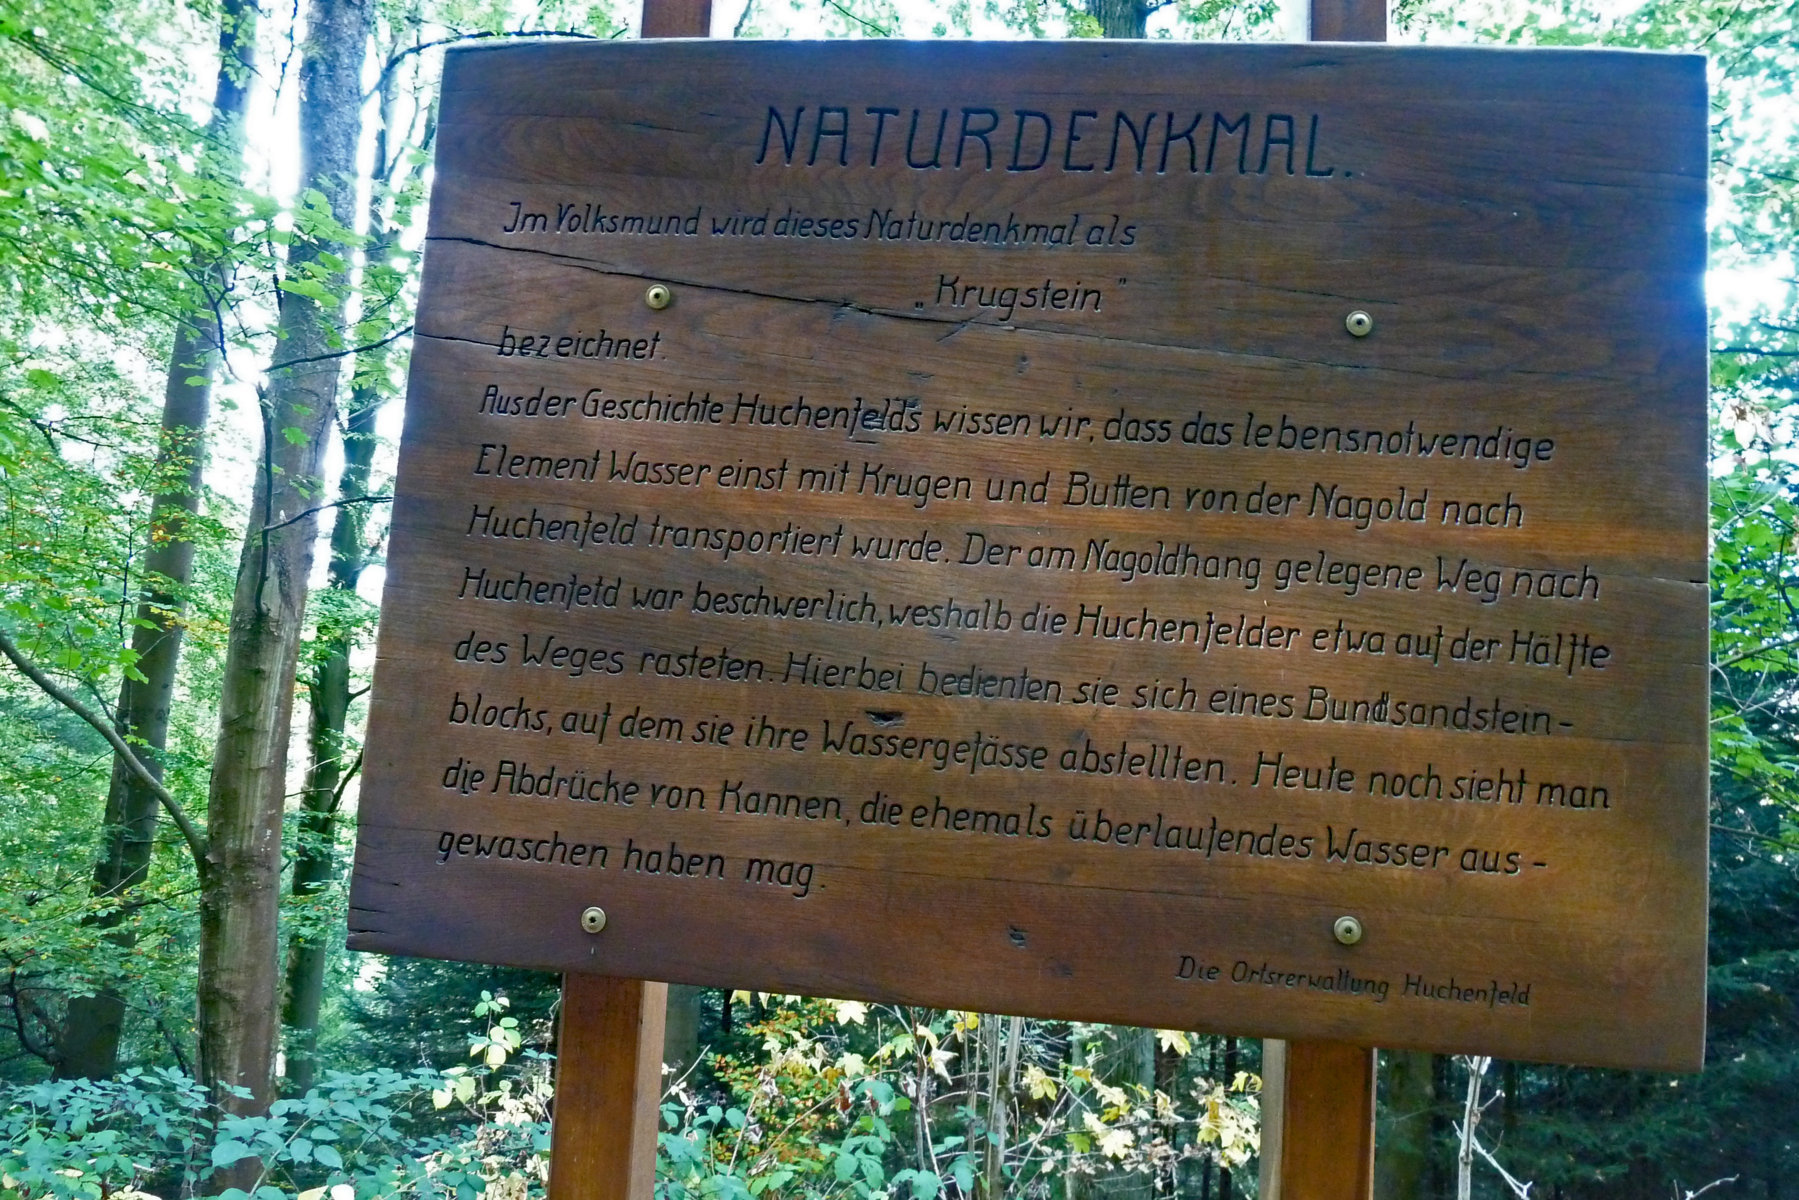 NATURDENKMAL.
Im Volksmund wird dieses Naturdenkmal als
„Krugstein"
bezeichnet.
Aus der Geschichte Huchenfelds wissen wir, dass das lebensnotwendige
Element Wasser einst mit Krugen und Butten von der Nagold nach
Huchenfeld transportiert wurde. Der am Nagoldhang gelegene Weg nach
Huchenfeld war beschwerlich, weshalb die Huchenfelder etwa auf der Hälfte
des Weges rasteten. Hierbei bedienten sie sich eines Bundsandstein-
blocks, auf dem sie ihre Wassergefässe abstellten. Heute noch sieht man
die Abdrücke von Kannen, die ehemals überlaufendes Wasser aus-
gewaschen haben mag.
Die Ortsverwaltung Huchenfeld